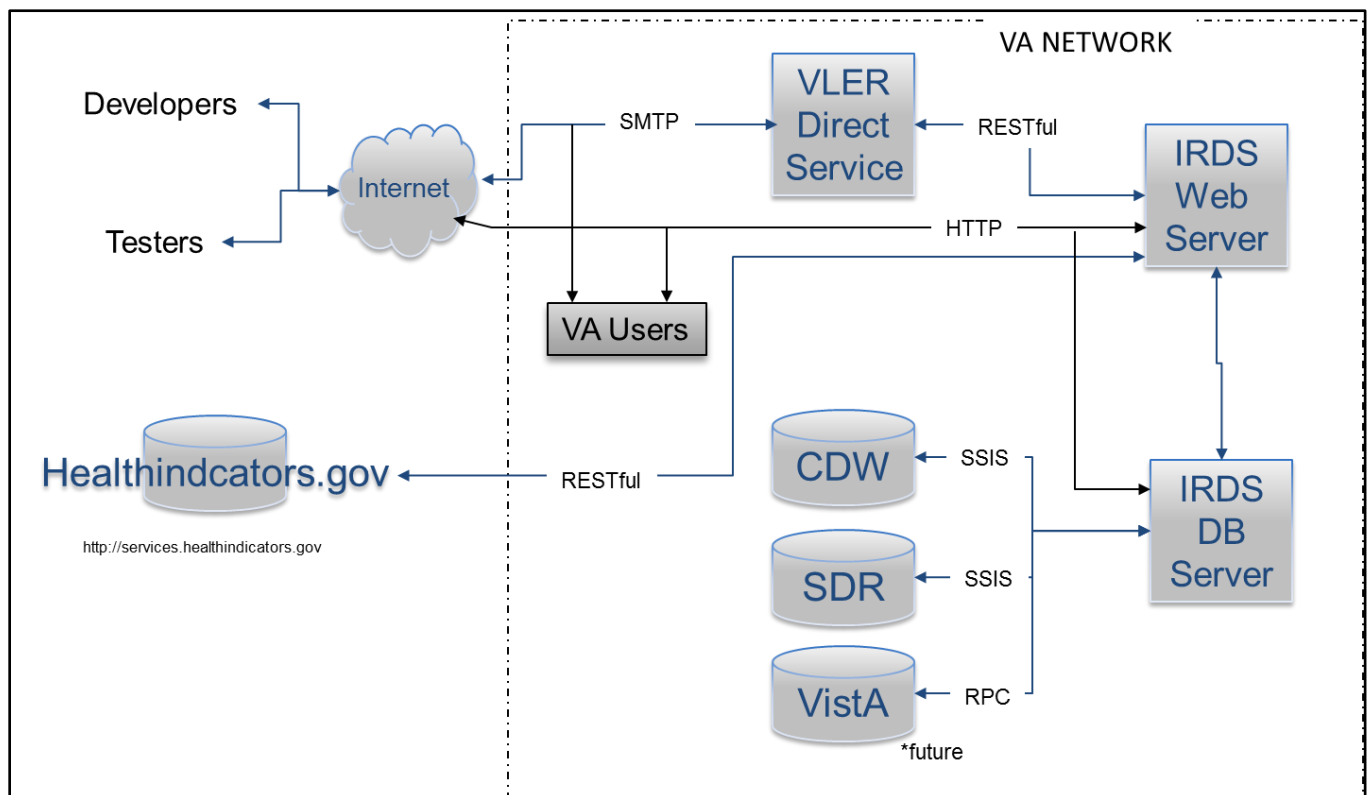 VA NETWORK
Developers
Testers
Internet
SMTP
VLER
Direct
Service
RESTful
IRDS
Web
Server
HTTP
VA Users
Healthindcators.gov
http://services.healthindicators.gov
RESTful
CDW
SSIS
SDR
SSIS
VistA
RPC
*future
IRDS
DB
Server